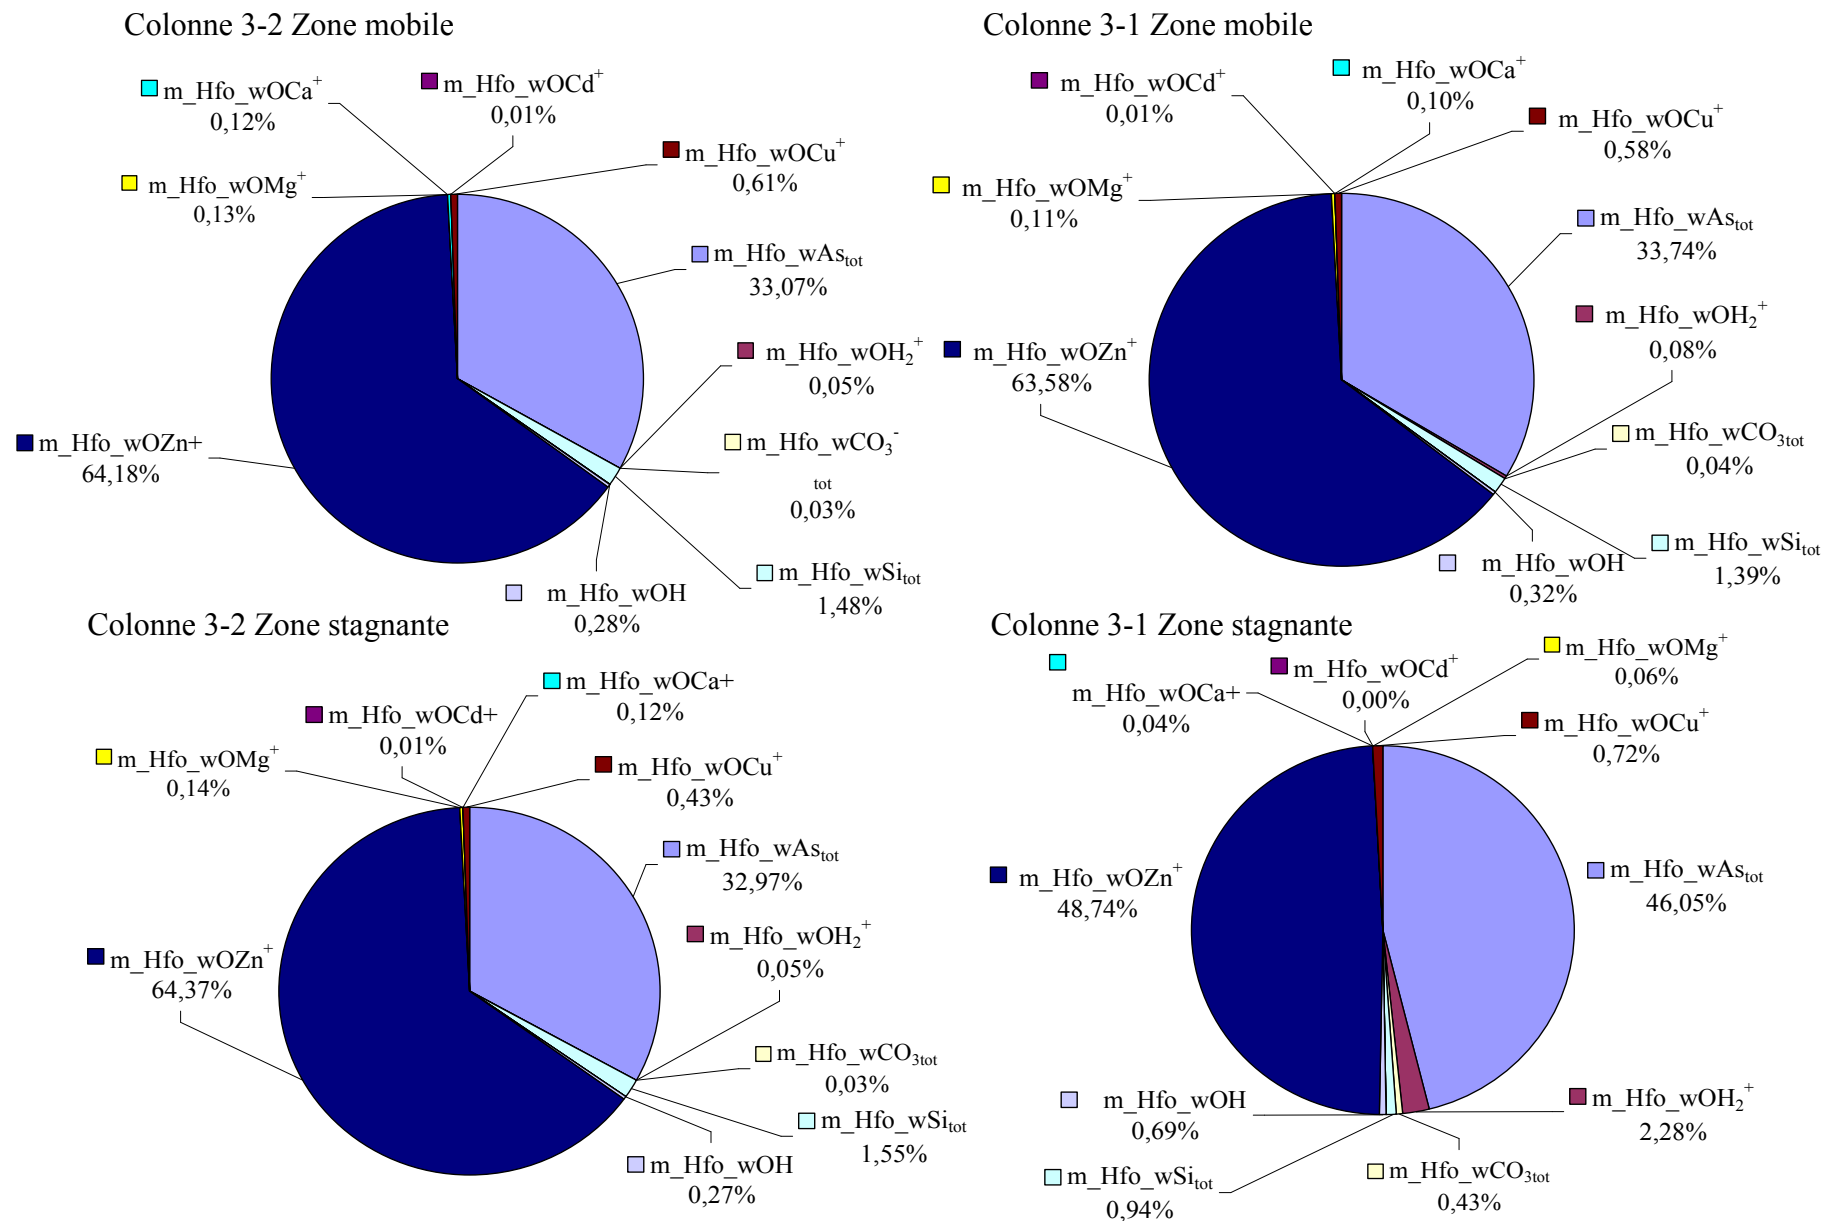 Colonne 3-2 Zone mobile
m_Hfo_wOCa⁺
0,12%
m_Hfo_wOCd⁺
0,01%
m_Hfo_wOCu⁺
0,61%
m_Hfo_wOMg⁺
0,13%
m_Hfo_wAstot
33,07%
m_Hfo_wOH₂⁺
0,05%
m_Hfo_wCO₃⁻
tot
0,03%
m_Hfo_wOZn+
64,18%
m_Hfo_wSitot
1,48%
m_Hfo_wOH
0,28%
Colonne 3-1 Zone mobile
m_Hfo_wOCd⁺
0,01%
m_Hfo_wOCa⁺
0,10%
m_Hfo_wOCu⁺
0,58%
m_Hfo_wOMg⁺
0,11%
m_Hfo_wAstot
33,74%
m_Hfo_wOH₂⁺
0,08%
m_Hfo_wOZn⁺
63,58%
m_Hfo_wCO₃tot
0,04%
m_Hfo_wSitot
1,39%
m_Hfo_wOH
0,32%
Colonne 3-2 Zone stagnante
m_Hfo_wOCa+
0,12%
m_Hfo_wOCd+
0,01%
m_Hfo_wOMg⁺
0,14%
m_Hfo_wOCu⁺
0,43%
m_Hfo_wAstot
32,97%
m_Hfo_wOH₂⁺
0,05%
m_Hfo_wOZn⁺
64,37%
m_Hfo_wCO₃tot
0,03%
m_Hfo_wSitot
1,55%
m_Hfo_wOH
0,27%
Colonne 3-1 Zone stagnante
m_Hfo_wOMg⁺
0,06%
m_Hfo_wOCd⁺
0,00%
m_Hfo_wOCa+
0,04%
m_Hfo_wOCu⁺
0,72%
m_Hfo_wOZn⁺
48,74%
m_Hfo_wAstot
46,05%
m_Hfo_wOH
0,69%
m_Hfo_wOH₂⁺
2,28%
m_Hfo_wSitot
0,94%
m_Hfo_wCO₃tot
0,43%